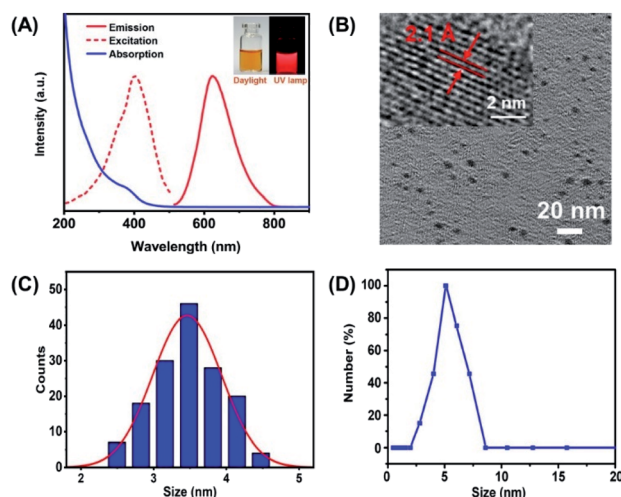 (A)
Emission
Excitation
Absorption
Daylight UV lamp
Intensity (a.u.)
200 400 600 800
Wavelength (nm)
(B)
2.1 Å
2 nm
20 nm
(C)
50
40
30
20
10
0
Counts
2 3 4 5
Size (nm)
(D)
100
80
60
40
20
0
Number (%)
0 5 10 15 20
Size (nm)